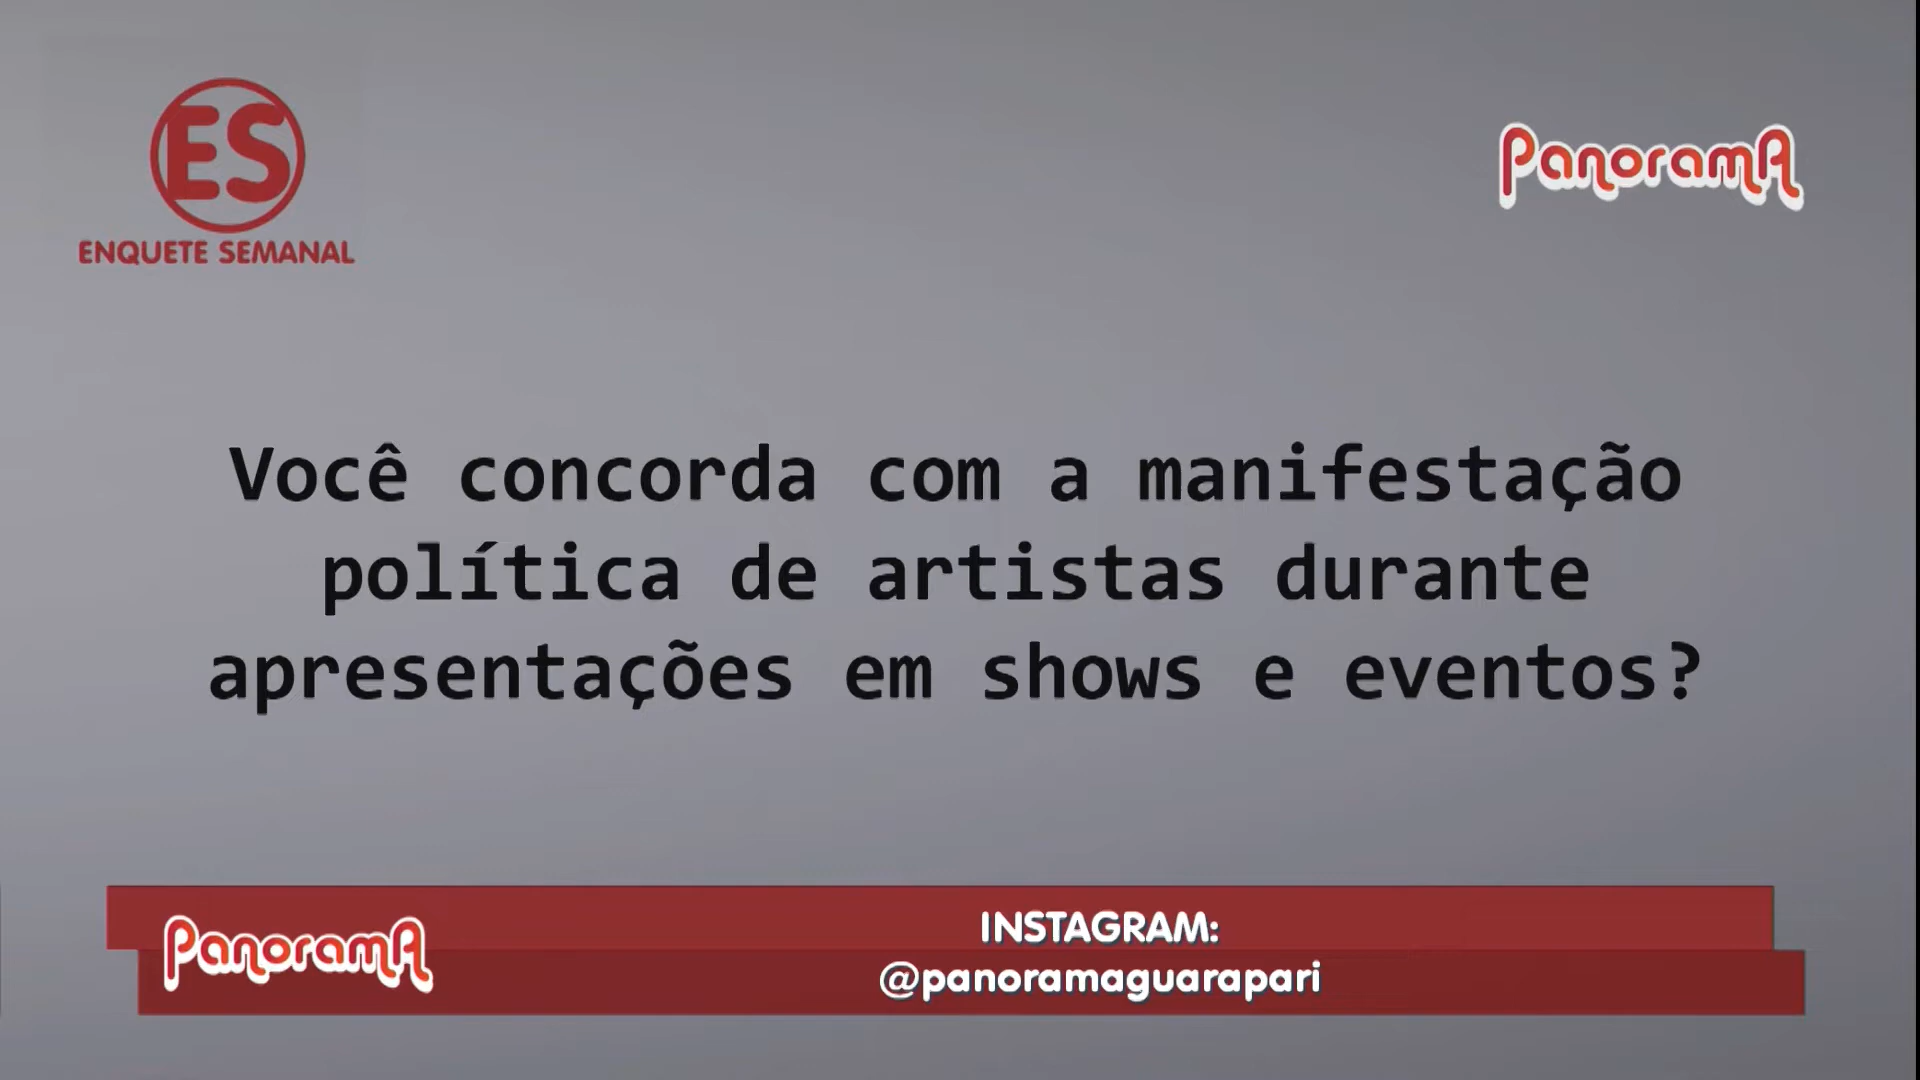 ES
ENQUETE SEMANAL
PanoramA
Você concorda com a manifestação
política de artistas durante
apresentações em shows e eventos?
PanoramA
INSTAGRAM:
@panoramaguarapari